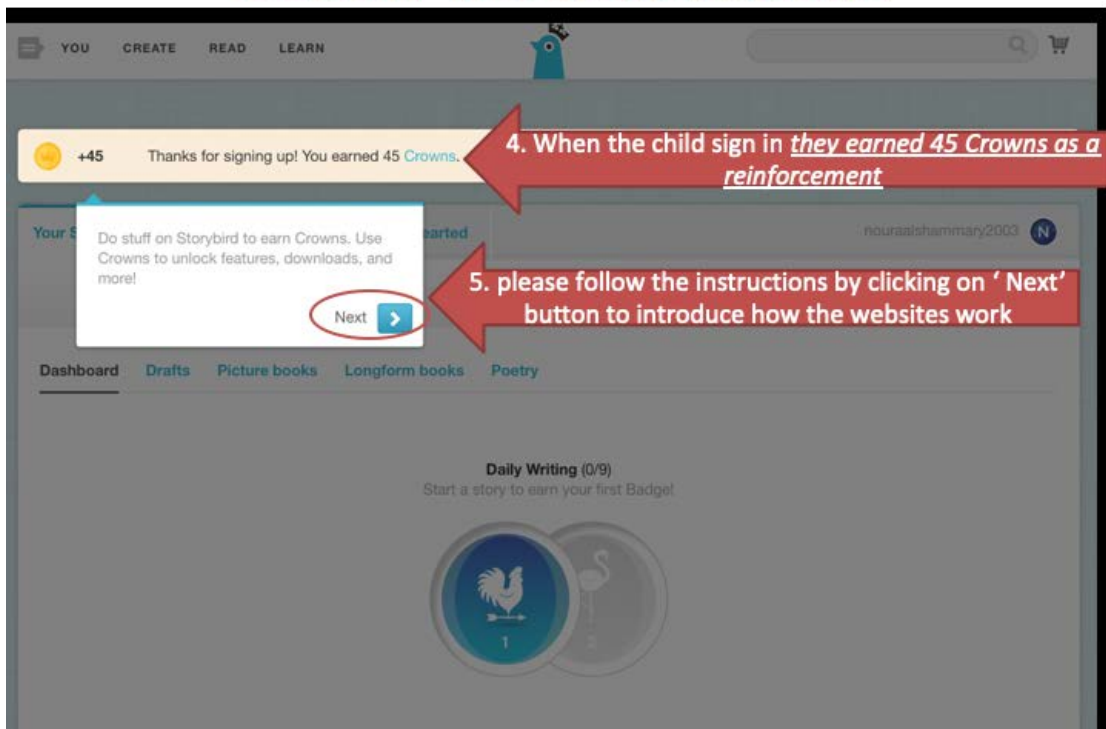 YOU CREATE READ LEARN
+45 Thanks for signing up! You earned 45 Crowns.
4. When the child sign in they earned 45 Crowns as a
reinforcement
Your S
earted
nouraalshammary2003 N
Do stuff on Storybird to earn Crowns. Use
Crowns to unlock features, downloads, and
more!
Next
5. please follow the instructions by clicking on ‘ Next’
button to introduce how the websites work
Dashboard Drafts Picture books Longform books Poetry
Daily Writing (0/9)
Start a story to earn your first Badge!
1
2